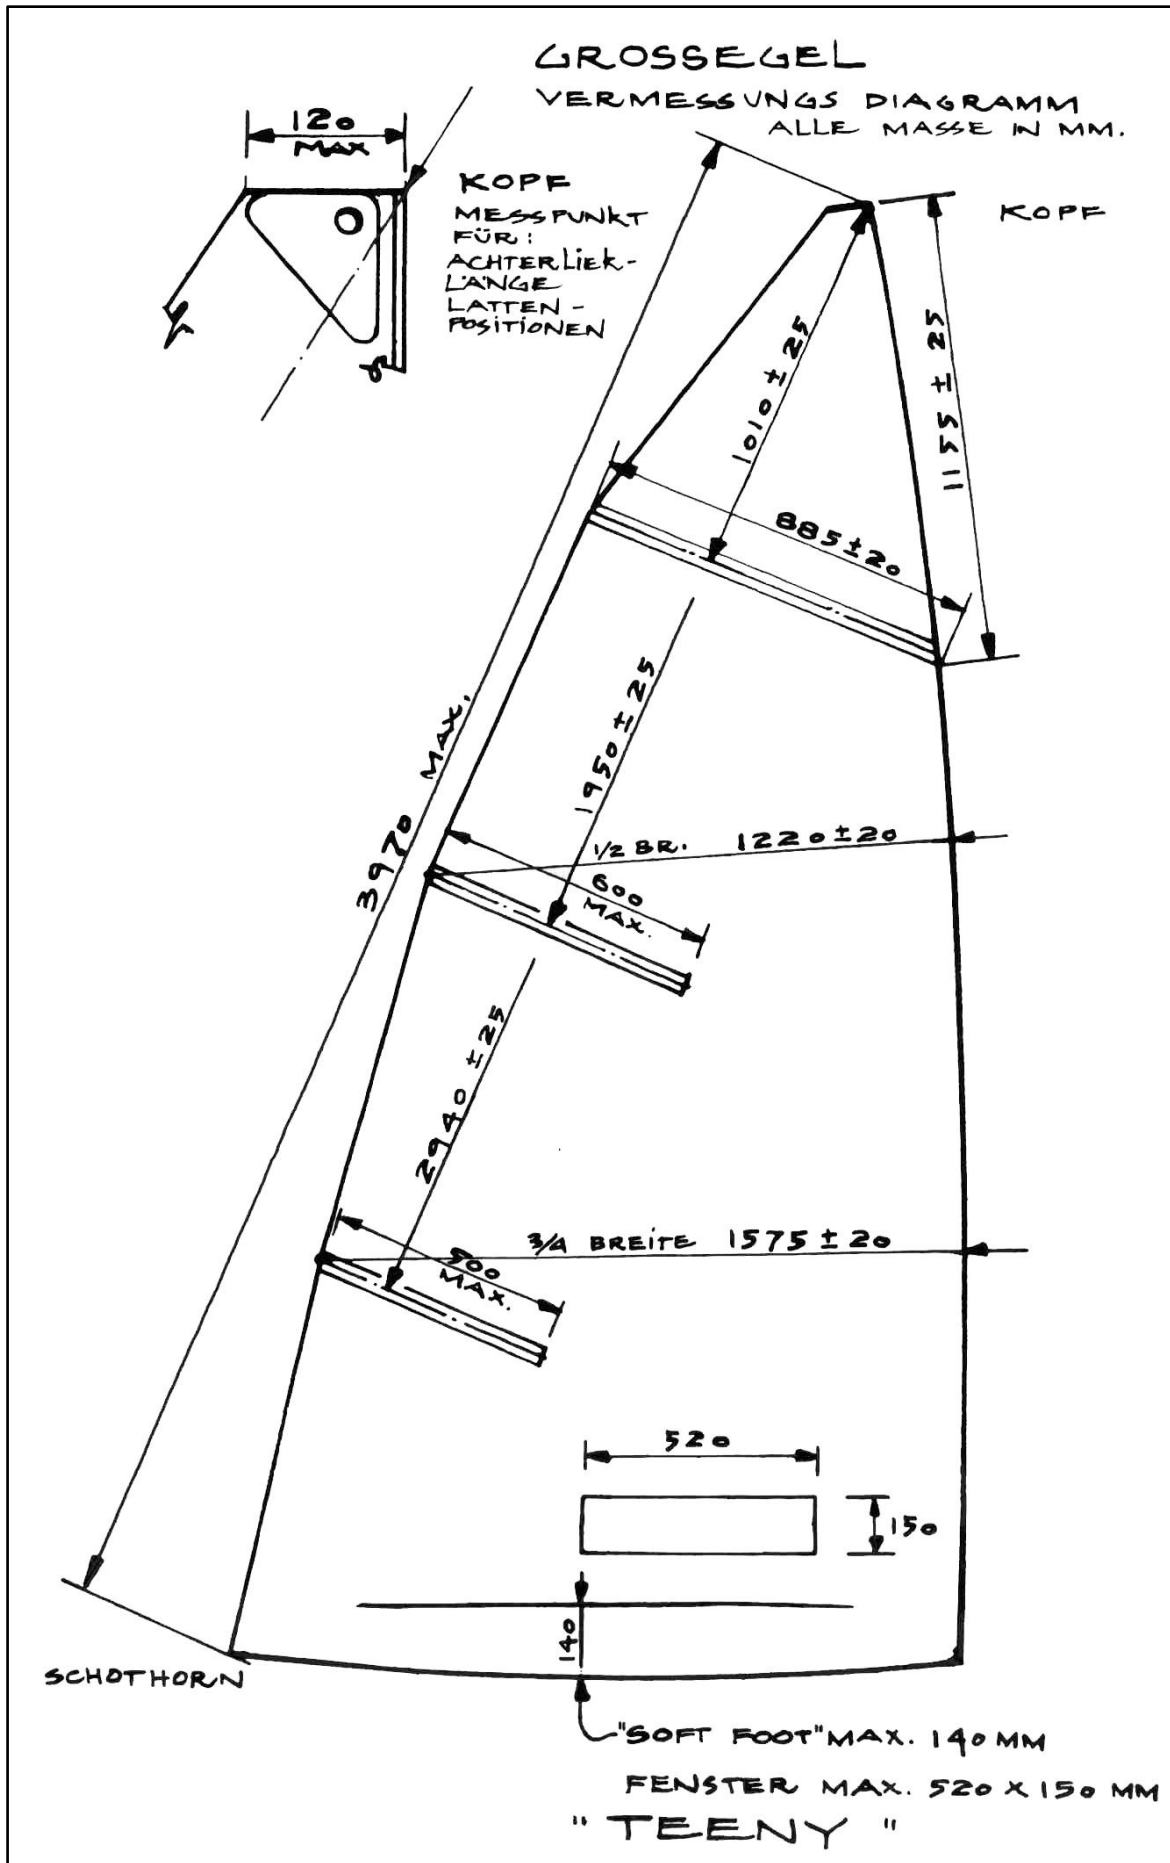 GROSSEGEL
VERMESSUNGS DIAGRAMM
ALLE MASSE IN MM.
120
MAX
KOPF
MESSPUNKT
FÜR:
ACHTERLIEK-
LÄNGE
LATTEN-
POSITIONEN
KOPF
1010 ± 25
1155 ± 25
885 ± 20
3970 MAX.
1950 ± 25
1/2 BR. 1220 ± 20
600
MAX.
2940 ± 25
3/4 BREITE 1575 ± 20
500
MAX.
520
150
140
SCHOTHORN
"SOFT FOOT" MAX. 140 MM
FENSTER MAX. 520 X 150 MM
" TEENY "